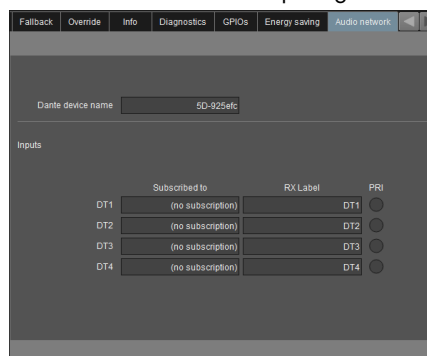 Fallback Override Info Diagnostics GPIOs Energy saving Audio network
Dante device name 5D-925efc
Inputs
Subscribed to RX Label PRI
DT1 (no subscription) DT1
DT2 (no subscription) DT2
DT3 (no subscription) DT3
DT4 (no subscription) DT4